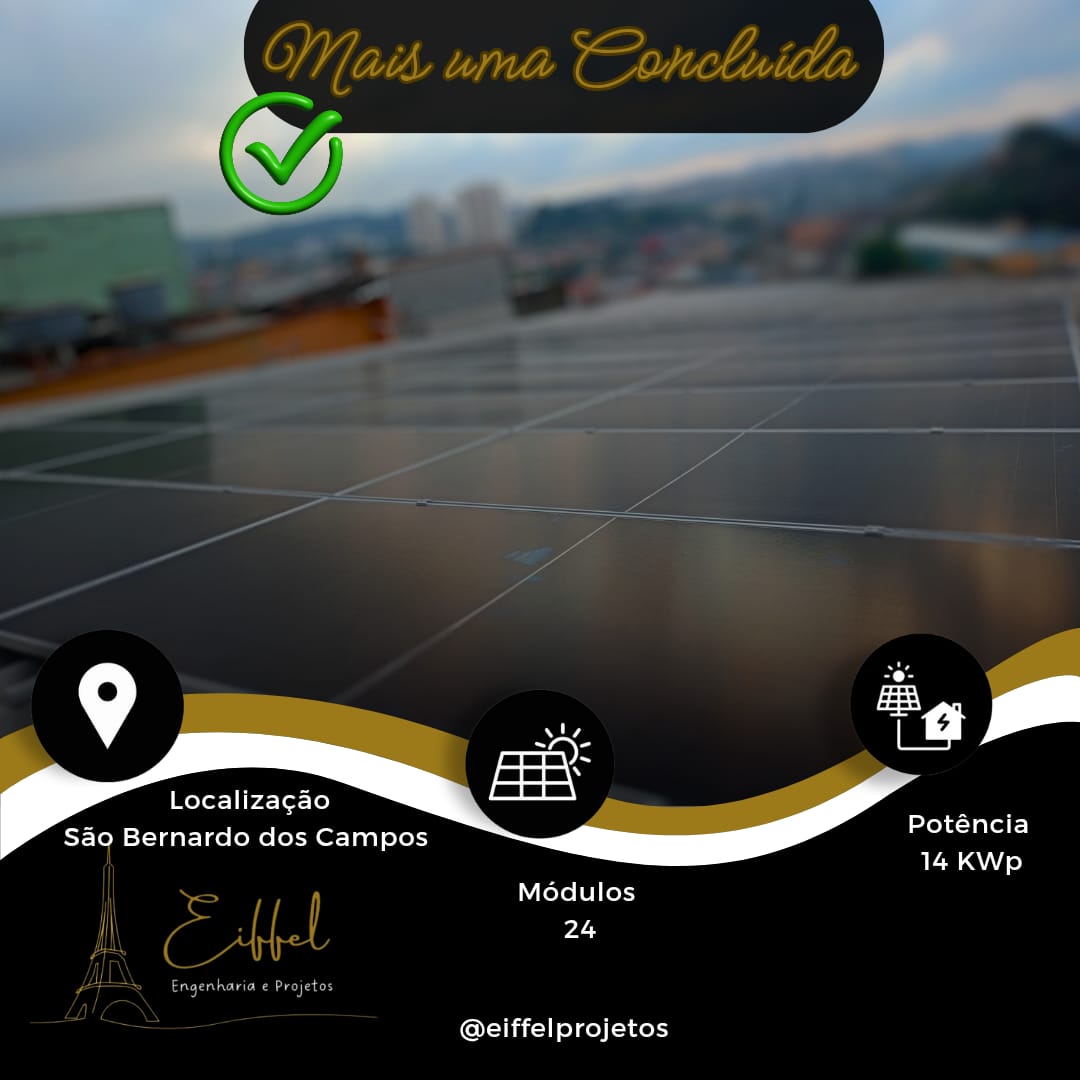 Mais uma Concluída
Localização
São Bernardo dos Campos
Potência
14 KWp
Módulos
24
Eiffel
Engenharia e Projetos
@eiffelprojetos